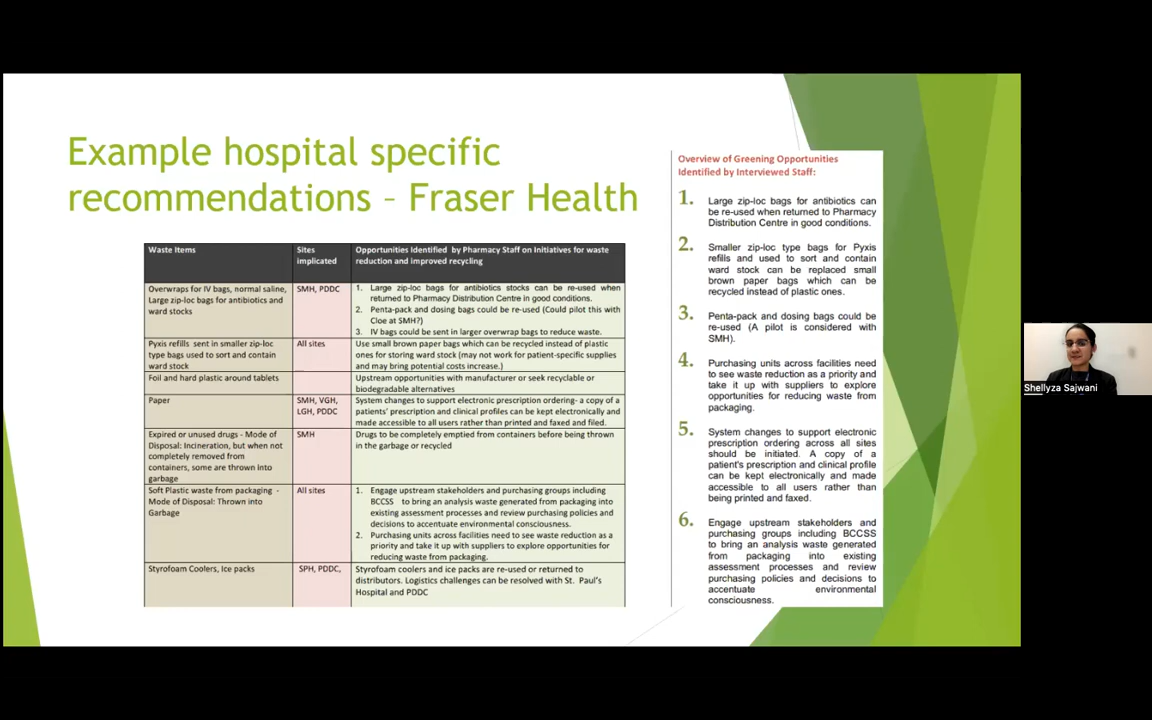 Example hospital specific
recommendations – Fraser Health
Waste Items
Sites
implicated
Opportunities Identified by Pharmacy Staff on Initiatives for waste
reduction and improved recycling
Overwraps for IV bags, normal saline,
Large zip-loc bags for antibiotics and
ward stocks
SMH, PDDC
1. Large zip-loc bags for antibiotics stocks can be re-used when
returned to Pharmacy Distribution Centre in good conditions.
2. Penta-pack and dosing bags could be re-used (Could pilot this with
Cloe at SMH?)
3. IV bags could be sent in larger overwrap bags to reduce waste.
Pyxis refills sent in smaller zip-loc
type bags used to sort and contain
ward stock
All sites
Use small brown paper bags which can be recycled instead of plastic
ones for storing ward stock (may not work for patient-specific supplies
and may bring potential costs increase.)
Foil and hard plastic around tablets
Upstream opportunities with manufacturer or seek recyclable or
biodegradable alternatives
Paper
SMH, VGH,
LGH, PDDC
System changes to support electronic prescription ordering- a copy of a
patients' prescription and clinical profiles can be kept electronically and
made accessible to all users rather than printed and faxed and filed.
Expired or unused drugs - Mode of
Disposal: Incineration, but when not
completely removed from
containers, some are thrown into
garbage
SMH
Drugs to be completely emptied from containers before being thrown
in the garbage or recycled
Soft Plastic waste from packaging -
Mode of Disposal: Thrown into
Garbage
All sites
1. Engage upstream stakeholders and purchasing groups including
BCCSS to bring an analysis waste generated from packaging into
existing assessment processes and review purchasing policies and
decisions to accentuate environmental consciousness.
2. Purchasing units across facilities need to see waste reduction as a
priority and take it up with suppliers to explore opportunities for
reducing waste from packaging.
Styrofoam Coolers, Ice packs
SPH, PDDC,
Styrofoam coolers and ice packs are re-used or returned to
distributors. Logistics challenges can be resolved with St. Paul's
Hospital and PDDC
Overview of Greening Opportunities
Identified by Interviewed Staff:
1. Large zip-loc bags for antibiotics can
be re-used when returned to Pharmacy
Distribution Centre in good conditions.
2. Smaller zip-loc type bags for Pyxis
refills and used to sort and contain
ward stock can be replaced small
brown paper bags which can be
recycled instead of plastic ones.
3. Penta-pack and dosing bags could be
re-used (A pilot is considered with
SMH).
4. Purchasing units across facilities need
to see waste reduction as a priority and
take it up with suppliers to explore
opportunities for reducing waste from
packaging.
5. System changes to support electronic
prescription ordering across all sites
should be initiated. A copy of a
patient's prescription and clinical profile
can be kept electronically and made
accessible to all users rather than
being printed and faxed.
6. Engage upstream stakeholders and
purchasing groups including BCCSS
to bring an analysis waste generated
from packaging into existing
assessment processes and review
purchasing policies and decisions to
accentuate environmental
consciousness.
Shellyza Sajwani